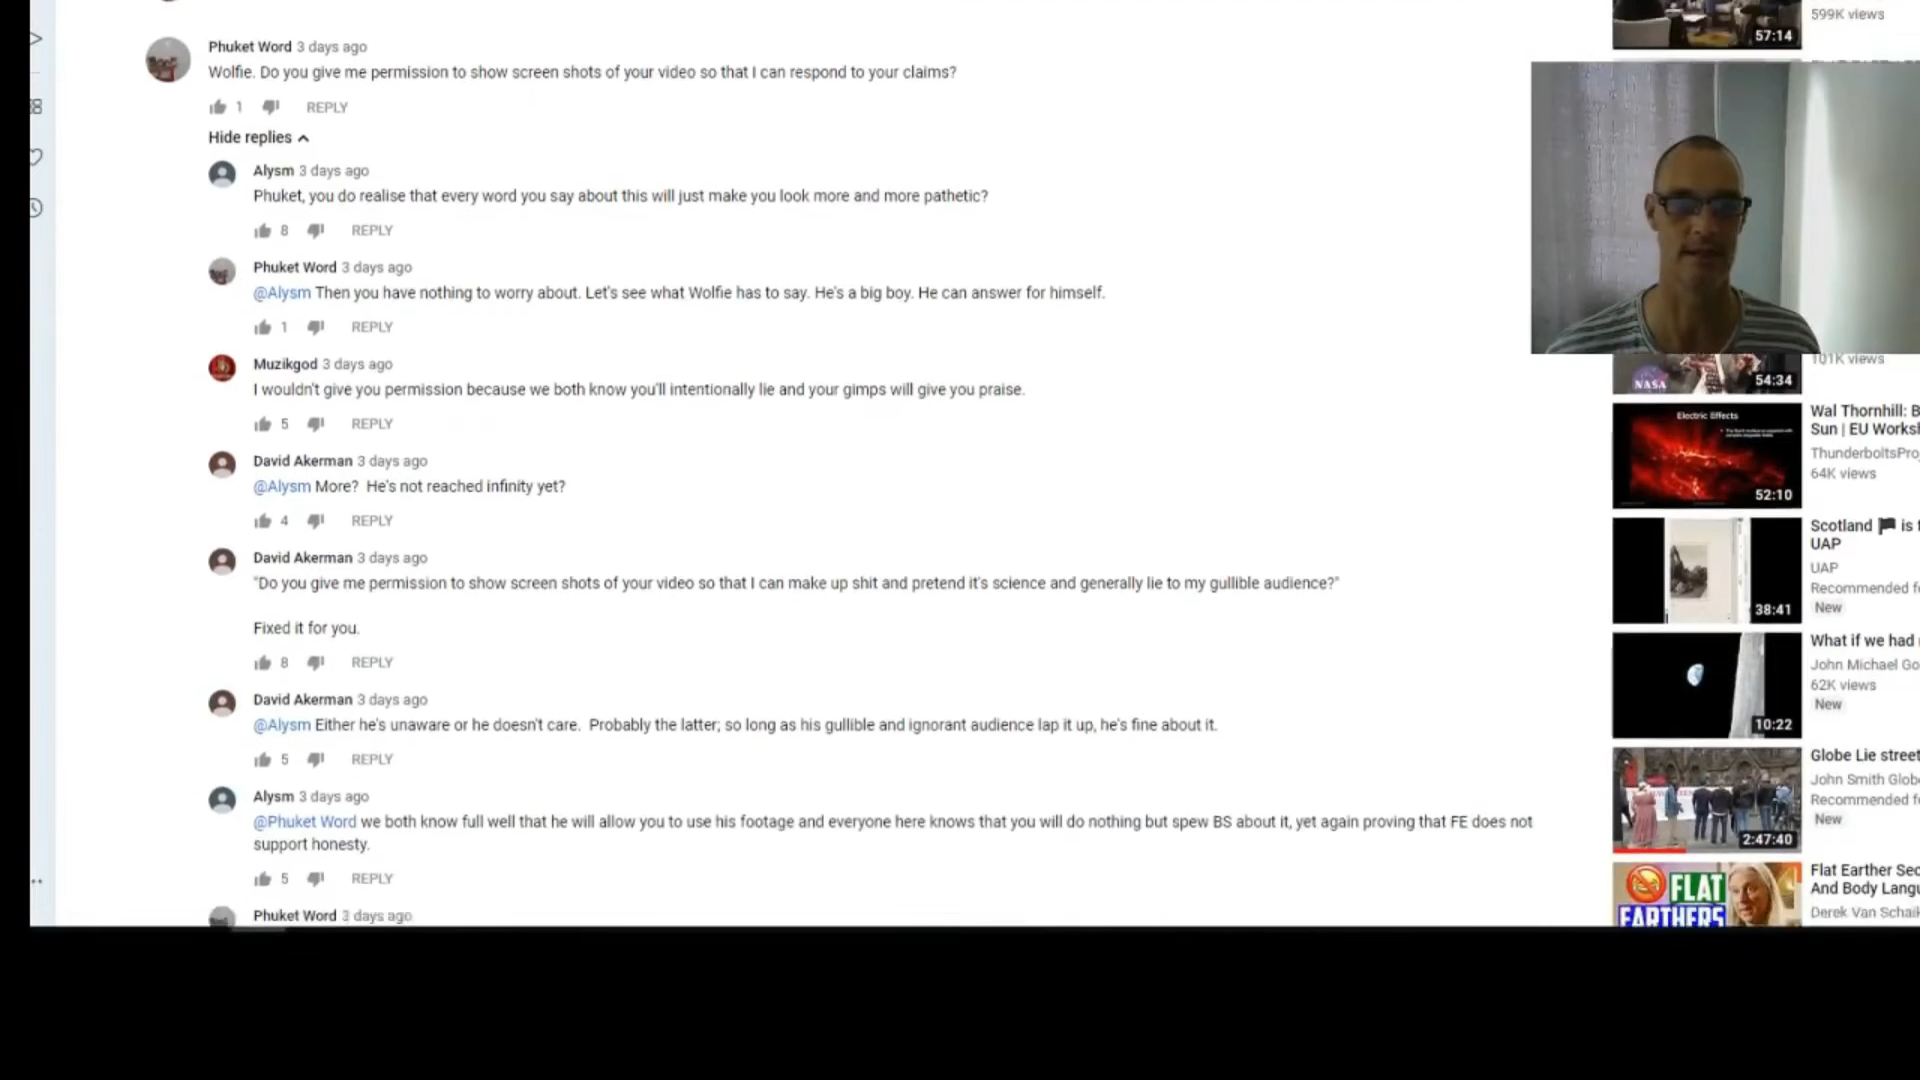 Phuket Word 3 days ago
Wolfie. Do you give me permission to show screen shots of your video so that I can respond to your claims?
1 REPLY
Hide replies
Alysm 3 days ago
Phuket, you do realise that every word you say about this will just make you look more and more pathetic?
8 REPLY
Phuket Word 3 days ago
@Alysm Then you have nothing to worry about. Let's see what Wolfie has to say. He's a big boy. He can answer for himself.
1 REPLY
Muzikgod 3 days ago
I wouldn't give you permission because we both know you'll intentionally lie and your gimps will give you praise.
5 REPLY
David Akerman 3 days ago
@Alysm More? He's not reached infinity yet?
4 REPLY
David Akerman 3 days ago
"Do you give me permission to show screen shots of your video so that I can make up shit and pretend it's science and generally lie to my gullible audience?"
Fixed it for you.
8 REPLY
David Akerman 3 days ago
@Alysm Either he's unaware or he doesn't care. Probably the latter; so long as his gullible and ignorant audience lap it up, he's fine about it.
5 REPLY
Alysm 3 days ago
@Phuket Word we both know full well that he will allow you to use his footage and everyone here knows that you will do nothing but spew BS about it, yet again proving that FE does not
support honesty.
5 REPLY
Phuket Word 3 days ago
599K views
57:14
101K views
NASA
54:34
Electric Effects
52:10
Wal Thornhill: B
Sun | EU Worksh
ThunderboltsPro
64K views
38:41
Scotland is t
UAP
UAP
Recommended fo
New
10:22
What if we had
John Michael Go
62K views
New
2:47:40
Globe Lie street
John Smith Globe
Recommended fo
New
FLAT
EARTHERS
Flat Earther Sec
And Body Langu
Derek Van Schaik